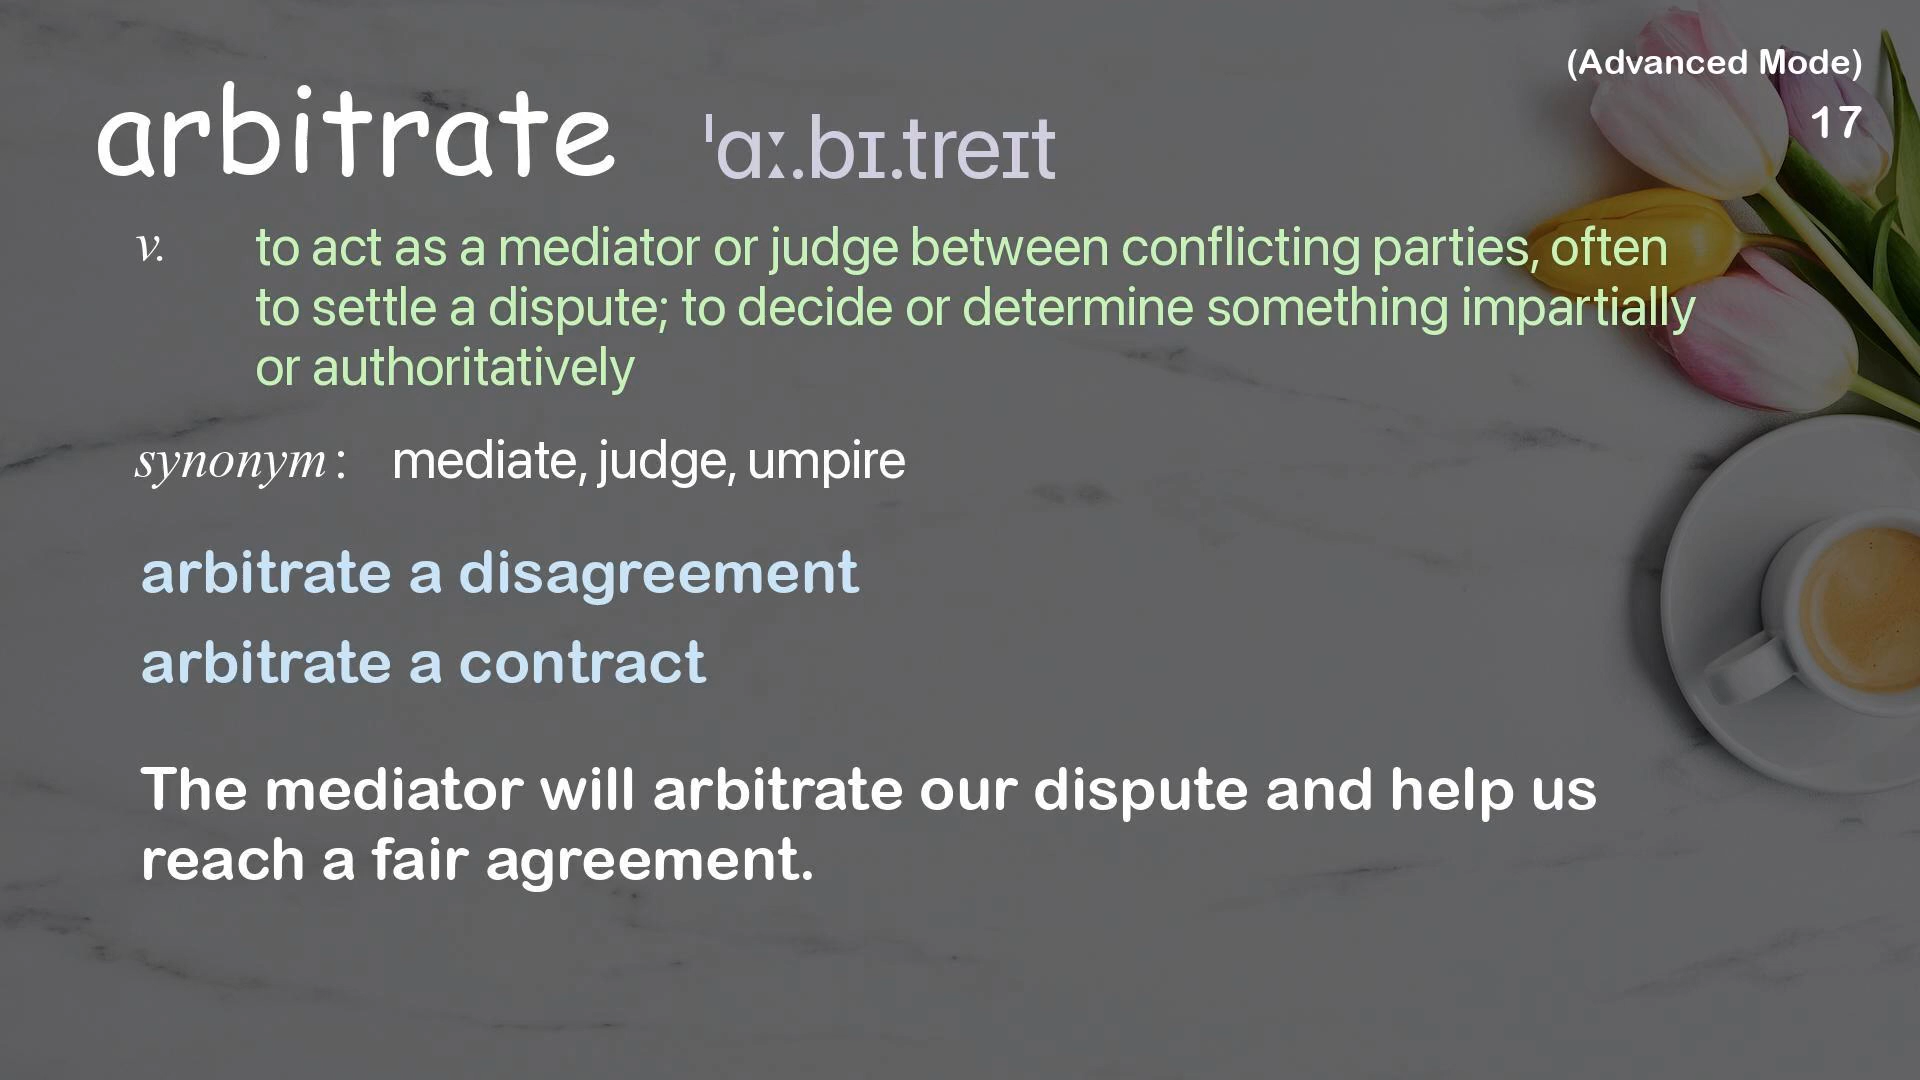 (Advanced Mode)
17
arbitrate ˈɑː.bɪ.treɪt
v. to act as a mediator or judge between conflicting parties, often
to settle a dispute; to decide or determine something impartially
or authoritatively
synonym : mediate, judge, umpire
arbitrate a disagreement
arbitrate a contract
The mediator will arbitrate our dispute and help us
reach a fair agreement.